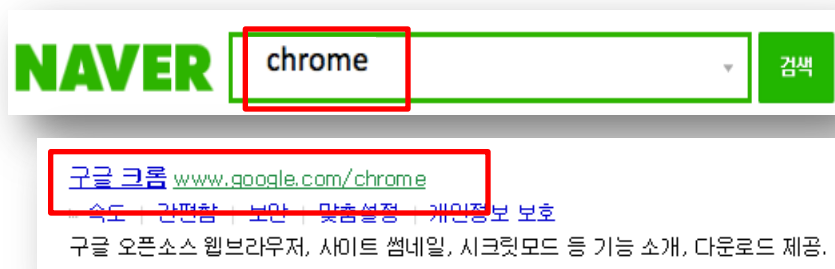 NAVER chrome 검색
구글 크롬 www.google.com/chrome
속도 | 간편함 | 보안 | 맞춤설정 | 개인정보 보호
구글 오픈소스 웹브라우저, 사이트 썸네일, 시크릿모드 등 기능 소개, 다운로드 제공.